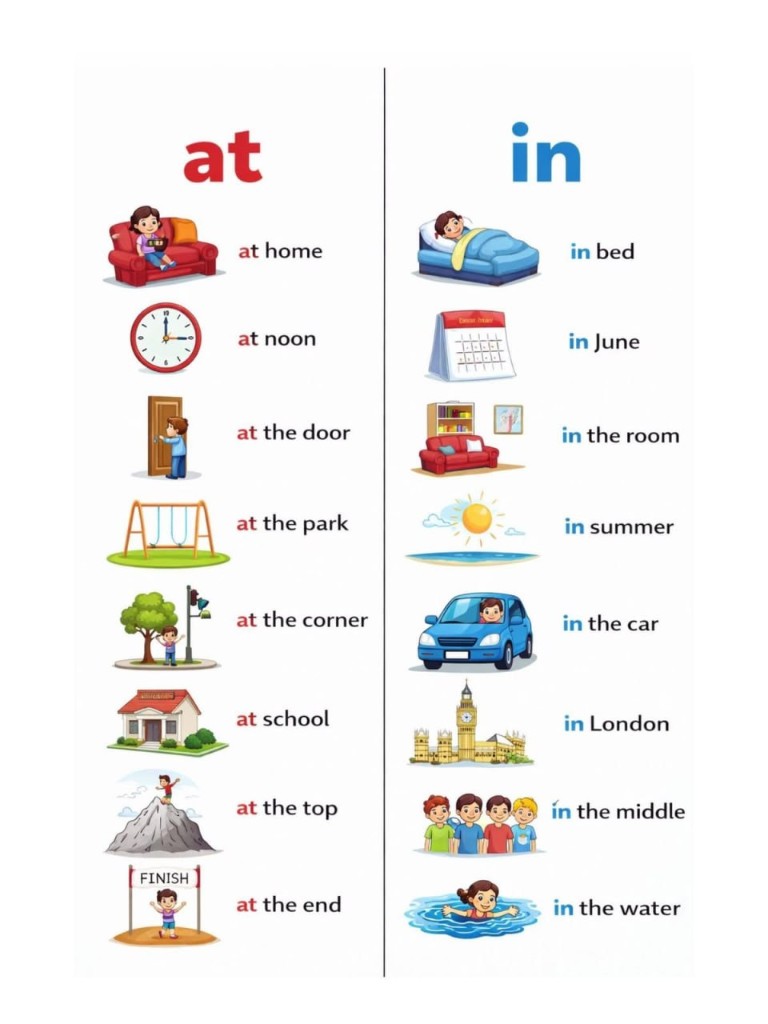 at
at home
at noon
at the door
at the park
at the corner
at school
at the top
FINISH
at the end
in
in bed
in June
in the room
in summer
in the car
in London
in the middle
in the water